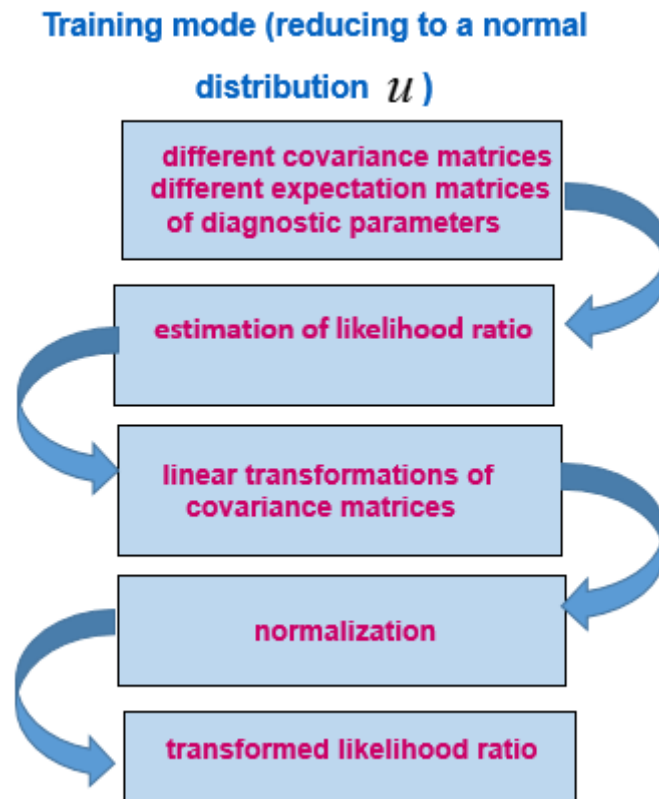 Training mode (reducing to a normal
distribution u )
different covariance matrices
different expectation matrices
of diagnostic parameters
estimation of likelihood ratio
linear transformations of
covariance matrices
normalization
transformed likelihood ratio